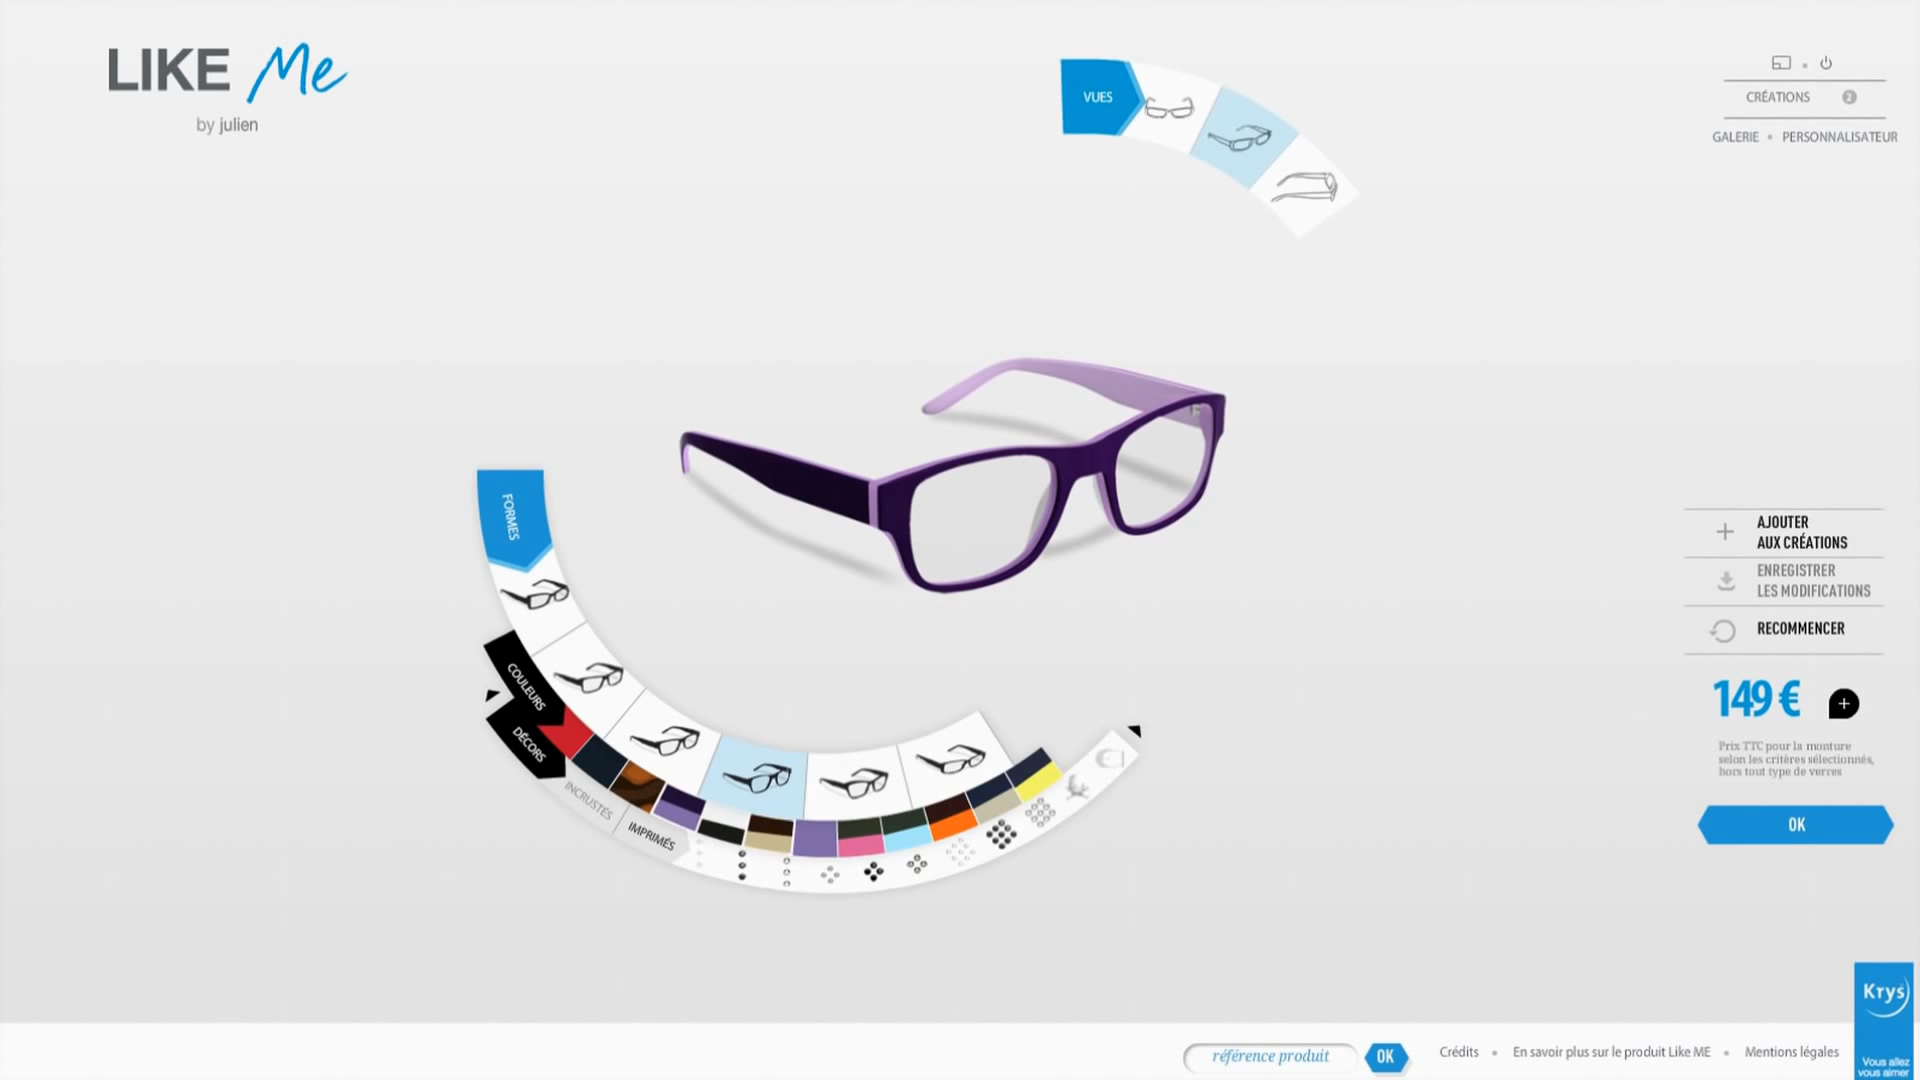 LIKE Me
by julien
VUES
CRÉATIONS 2
GALERIE • PERSONNALISATEUR
FORMES
COULEURS
DÉCORS
INCRUSTÉS
IMPRIMÉS
AJOUTER
AUX CRÉATIONS
ENREGISTRER
LES MODIFICATIONS
RECOMMENCER
149 €
Prix TTC pour la monture
selon les critères sélectionnés,
hors tout type de verres
OK
référence produit OK
Crédits • En savoir plus sur le produit Like ME • Mentions légales
Krys
Vous allez
vous aimer